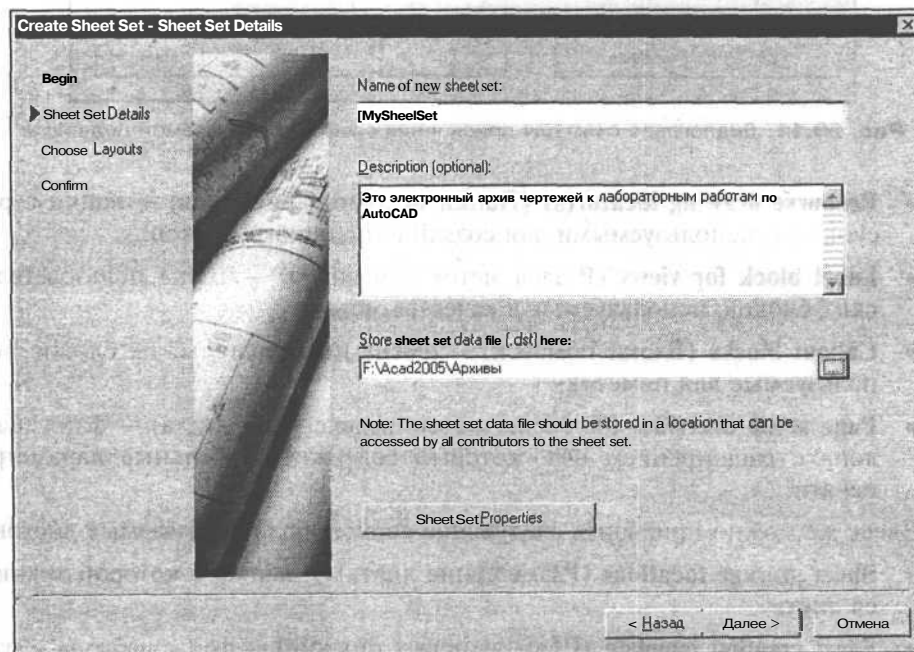 Create Sheet Set - Sheet Set Details
Begin
Sheet Set Details
Choose Layouts
Confirm
Name of new sheet set:
[MySheelSet
Description (optional):
Это электронный архив чертежей к лабораторным работам по
AutoCAD
Store sheet set data file (.dst) here:
F:\Acad2005\Архивы
...
Note: The sheet set data file should be stored in a location that can be
accessed by all contributors to the sheet set.
Sheet Set Properties
< Назад
Далее >
Отмена